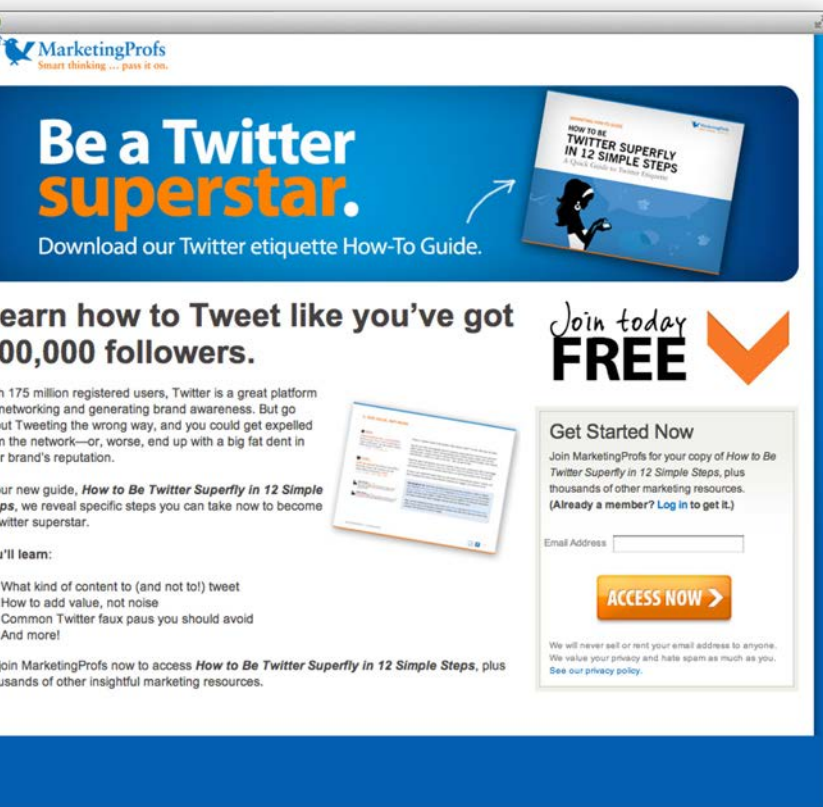 MarketingProfs
Smart thinking ... pass it on.
Be a Twitter
superstar.
Download our Twitter etiquette How-To Guide.
MARKETING HOW-TO GUIDE
MarketingProfs
HOW TO BE
TWITTER SUPERFLY
IN 12 SIMPLE STEPS
A Quick Guide to Twitter Etiquette
earn how to Tweet like you've got
00,000 followers.
Join today
FREE
h 175 million registered users, Twitter is a great platform
networking and generating brand awareness. But go
out Tweeting the wrong way, and you could get expelled
m the network—or, worse, end up with a big fat dent in
r brand's reputation.
ur new guide, How to Be Twitter Superfly in 12 Simple
ps, we reveal specific steps you can take now to become
witter superstar.
u'll learn:
What kind of content to (and not to!) tweet
How to add value, not noise
Common Twitter faux paus you should avoid
And more!
join MarketingProfs now to access How to Be Twitter Superfly in 12 Simple Steps, plus
usands of other insightful marketing resources.
Get Started Now
Join MarketingProfs for your copy of How to Be
Twitter Superfly in 12 Simple Steps, plus
thousands of other marketing resources.
(Already a member? Log in to get it.)
Email Address
ACCESS NOW
We will never sell or rent your email address to anyone.
We value your privacy and hate spam as much as you.
See our privacy policy.